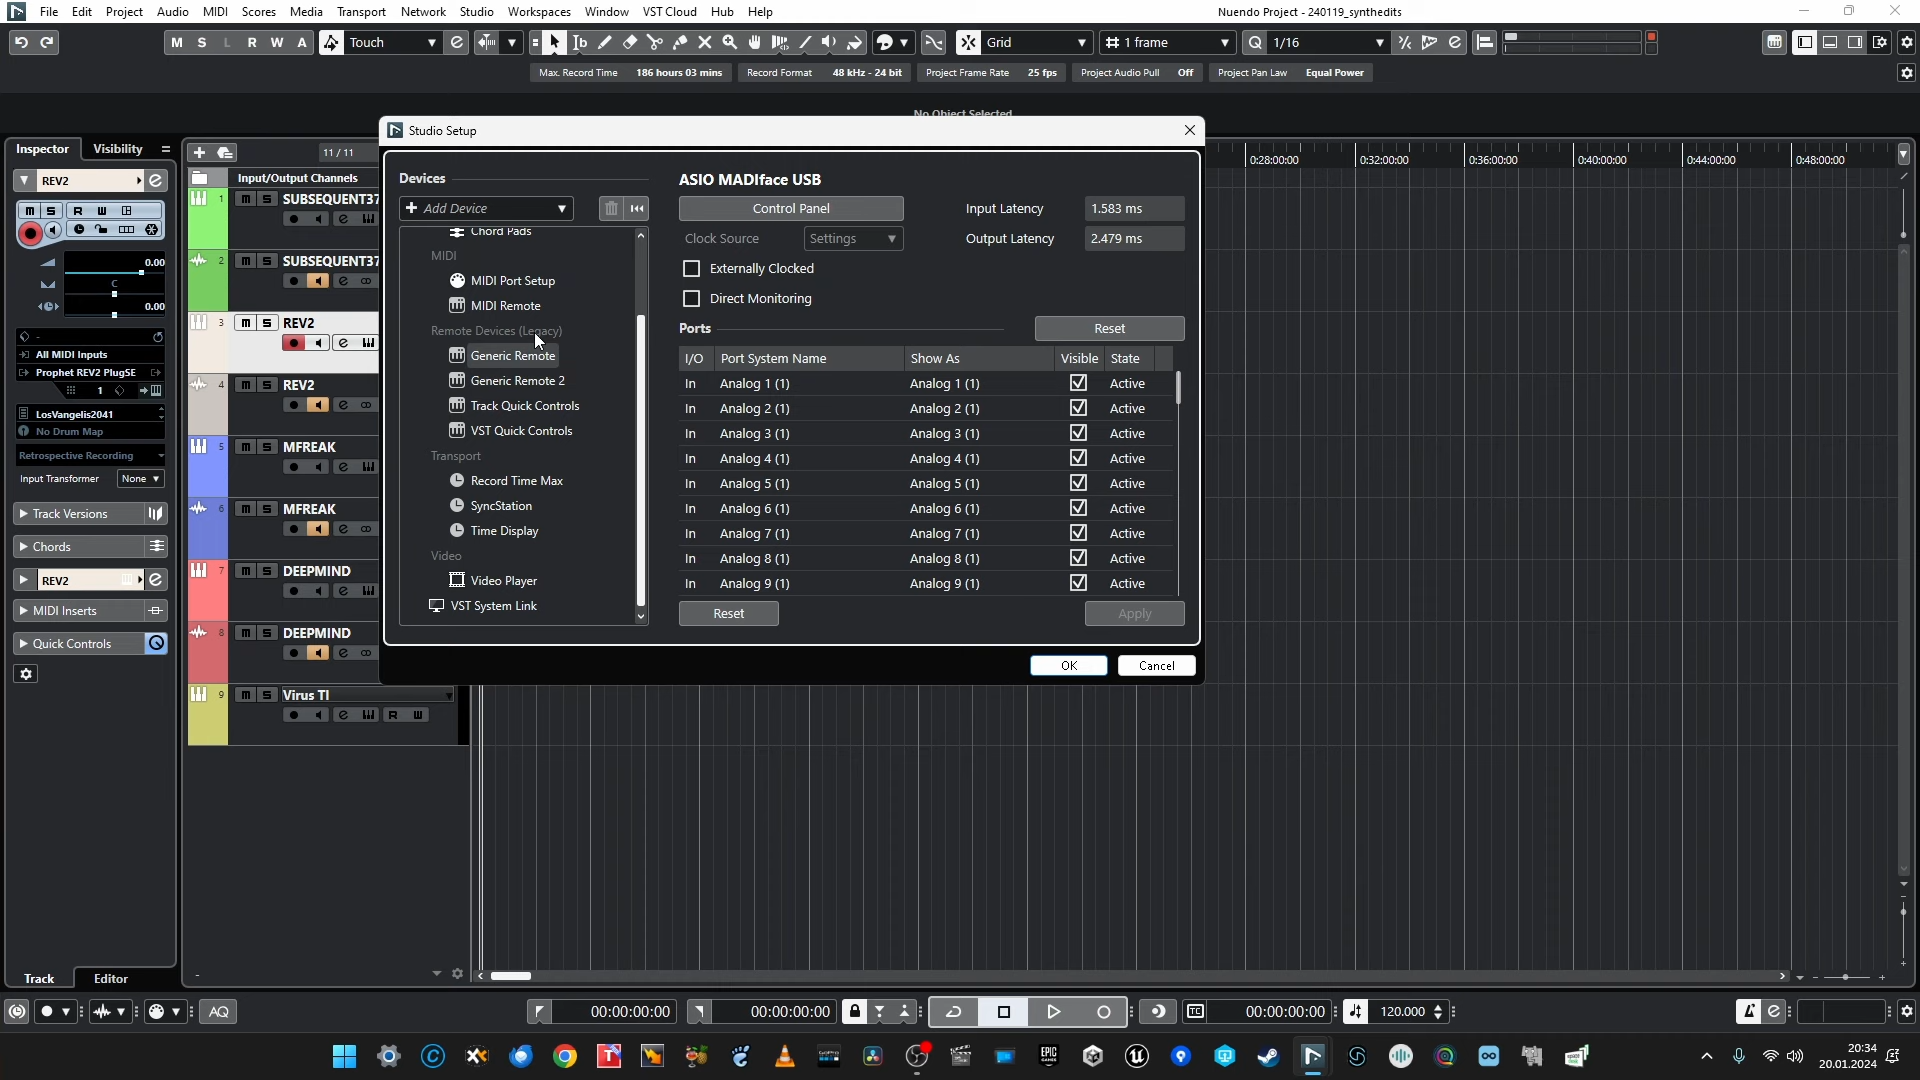 File Edit Project Audio MIDI Scores Media Transport Network Studio Workspaces Window VST Cloud Hub Help
Nuendo Project - 240119_synthedits
M S L R W A Touch
Grid
1 frame
Q 1/16
Max. Record Time 186 hours 03 mins
Record Format 48 kHz - 24 bit
Project Frame Rate 25 fps
Project Audio Pull Off
Project Pan Law Equal Power
No Object Selected
Inspector Visibility
11 / 11
REV2
Input/Output Channels
0.00
C
0.00
All MIDI Inputs
Prophet REV2 PlugSE
1
LosVangelis2041
No Drum Map
Retrospective Recording
Input Transformer None
Track Versions
Chords
REV2
MIDI Inserts
Quick Controls
Track Editor
1 m S SUBSEQUENT37
2 m S SUBSEQUENT37
3 m S REV2
4 m S REV2
5 m S MFREAK
6 m S MFREAK
7 m S DEEPMIND
8 m S DEEPMIND
9 m S Virus TI
R W
0:28:00:00 0:32:00:00 0:36:00:00 0:40:00:00 0:44:00:00 0:48:00:00
Studio Setup
Devices
Add Device
Chord Pads
MIDI
MIDI Port Setup
MIDI Remote
Remote Devices (Legacy)
Generic Remote
Generic Remote 2
Track Quick Controls
VST Quick Controls
Transport
Record Time Max
SyncStation
Time Display
Video
Video Player
VST System Link
ASIO MADIface USB
Control Panel
Input Latency 1.583 ms
Clock Source Settings
Output Latency 2.479 ms
Externally Clocked
Direct Monitoring
Ports
Reset
I/O Port System Name Show As Visible State
In Analog 1 (1) Analog 1 (1) Active
In Analog 2 (1) Analog 2 (1) Active
In Analog 3 (1) Analog 3 (1) Active
In Analog 4 (1) Analog 4 (1) Active
In Analog 5 (1) Analog 5 (1) Active
In Analog 6 (1) Analog 6 (1) Active
In Analog 7 (1) Analog 7 (1) Active
In Analog 8 (1) Analog 8 (1) Active
In Analog 9 (1) Analog 9 (1) Active
Reset Apply
OK Cancel
AQ
00:00:00:00
00:00:00:00
TC 00:00:00:00
120.000
20:34
20.01.2024